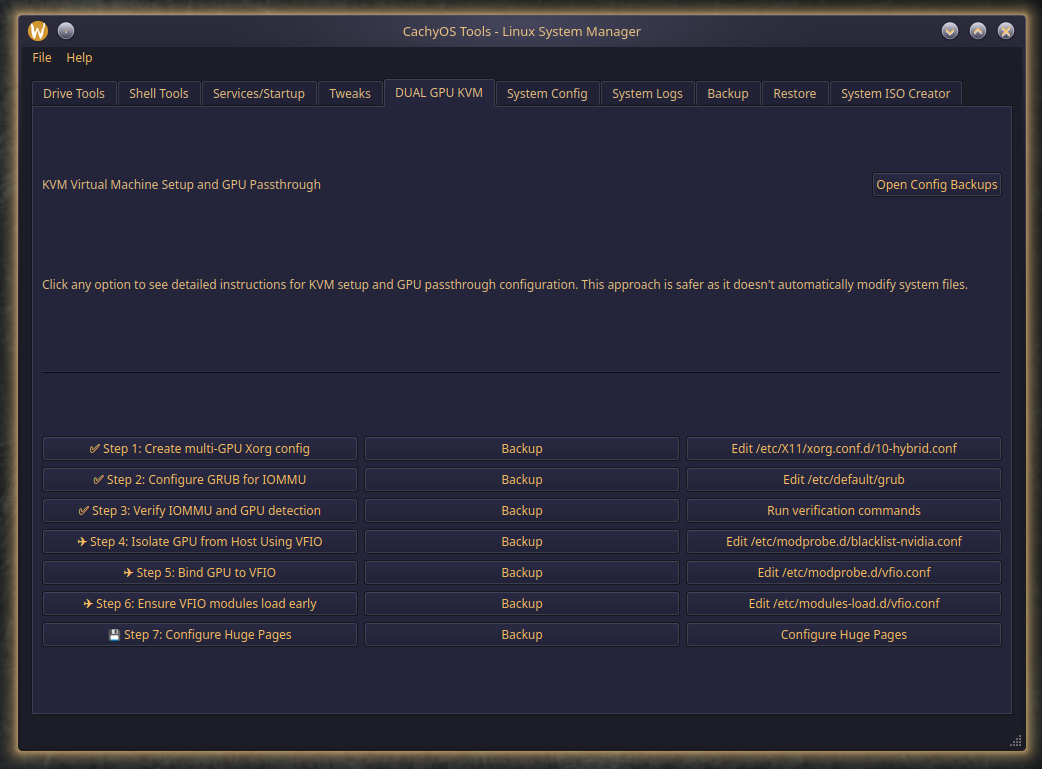 W
CachyOS Tools - Linux System Manager
File Help
Drive Tools Shell Tools Services/Startup Tweaks DUAL GPU KVM System Config System Logs Backup Restore System ISO Creator
KVM Virtual Machine Setup and GPU Passthrough Open Config Backups
Click any option to see detailed instructions for KVM setup and GPU passthrough configuration. This approach is safer as it doesn't automatically modify system files.
✅ Step 1: Create multi-GPU Xorg config Backup Edit /etc/X11/xorg.conf.d/10-hybrid.conf
✅ Step 2: Configure GRUB for IOMMU Backup Edit /etc/default/grub
✅ Step 3: Verify IOMMU and GPU detection Backup Run verification commands
✈ Step 4: Isolate GPU from Host Using VFIO Backup Edit /etc/modprobe.d/blacklist-nvidia.conf
✈ Step 5: Bind GPU to VFIO Backup Edit /etc/modprobe.d/vfio.conf
✈ Step 6: Ensure VFIO modules load early Backup Edit /etc/modules-load.d/vfio.conf
💾 Step 7: Configure Huge Pages Backup Configure Huge Pages